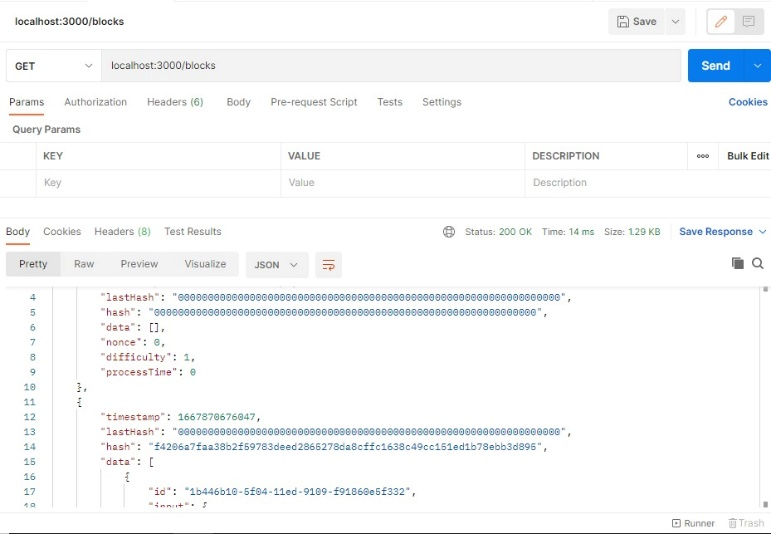 localhost:3000/blocks
Save
GET localhost:3000/blocks Send
Params Authorization Headers (6) Body Pre-request Script Tests Settings Cookies
Query Params
KEY VALUE DESCRIPTION ooo Bulk Edit
Key Value Description
Body Cookies Headers (8) Test Results Status: 200 OK Time: 14 ms Size: 1.29 KB Save Response
Pretty Raw Preview Visualize JSON
4 "lastHash": "0000000000000000000000000000000000000000000000000000000000000000",
5 "hash": "0000000000000000000000000000000000000000000000000000000000000000",
6 "data": [],
7 "nonce": 0,
8 "difficulty": 1,
9 "processTime": 0
10 },
11 {
12 "timestamp": 1667870676047,
13 "lastHash": "0000000000000000000000000000000000000000000000000000000000000000",
14 "hash": "f4206a7faa38b2f59783deed2865278da8cffc1638c49cc151ed1b78ebb3d895",
15 "data": [
16 {
17 "id": "1b446b10-5f04-11ed-9109-f91860e5f332",
18 "input": {
Runner Trash